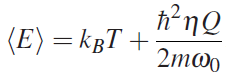 ⟨E⟩ = k_B T + ħ²ηQ / 2mω₀